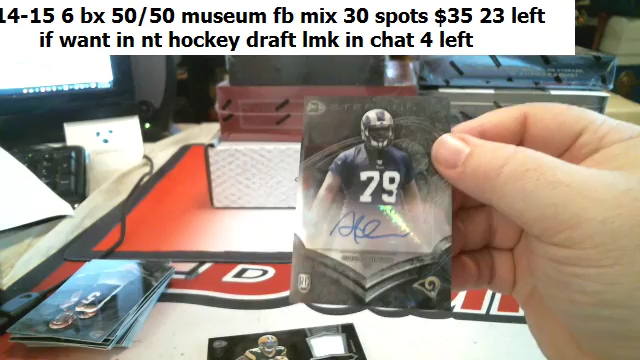 14-15 6 bx 50/50 museum fb mix 30 spots $35 23 left
if want in nt hockey draft lmk in chat 4 left
STERLING
79